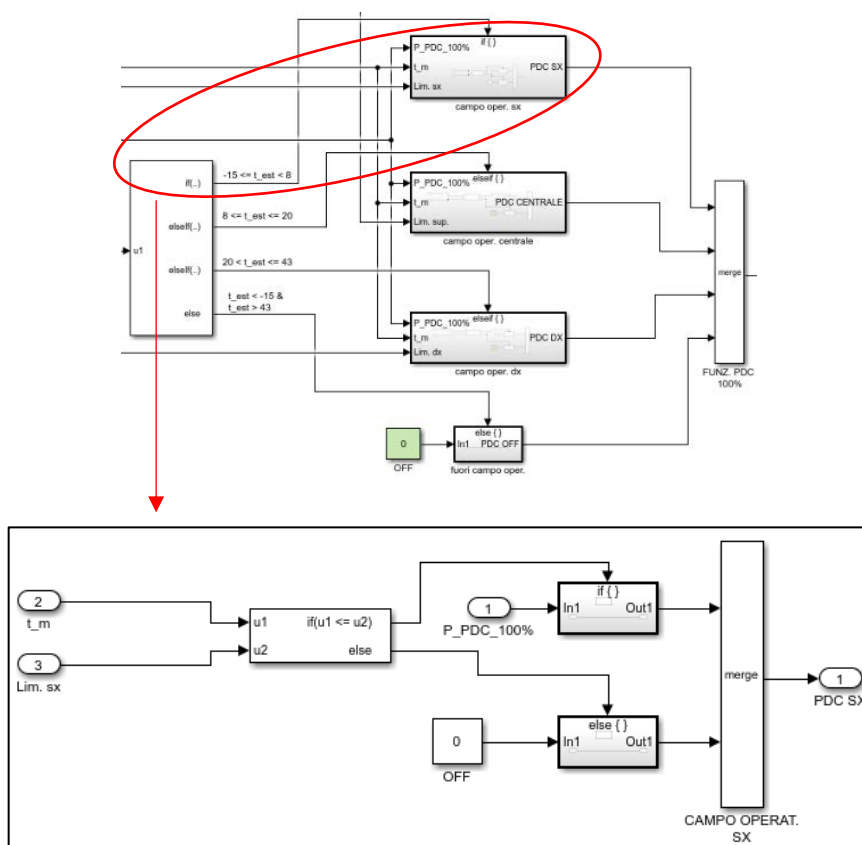 if { }
P_PDC_100%
t_m
Lim. sx
PDC SX
campo oper. sx
u1
if(..)
elseif(..)
elseif(..)
else
-15 <= t_est < 8
8 <= t_est <= 20
20 < t_est <= 43
t_est < -15 &
t_est > 43
elseif { }
P_PDC_100%
t_m
Lim. sup.
PDC CENTRALE
campo oper. centrale
elseif { }
P_PDC_100%
t_m
Lim. dx
PDC DX
campo oper. dx
merge
FUNZ. PDC
100%
0
OFF
else { }
In1
PDC OFF
fuori campo oper.
2
t_m
3
Lim. sx
u1
u2
if(u1 <= u2)
else
1
P_PDC_100%
if { }
In1
Out1
0
OFF
else { }
In1
Out1
merge
CAMPO OPERAT.
SX
1
PDC SX